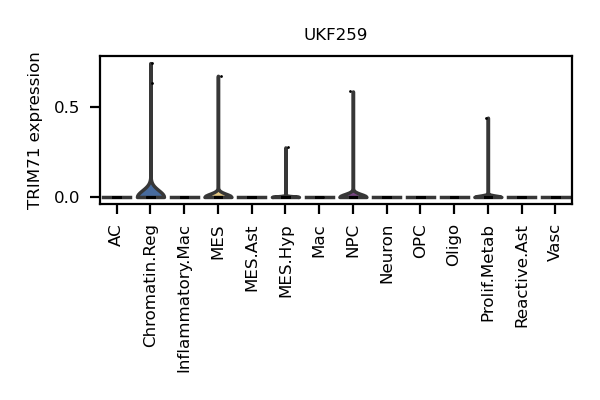 UKF259
TRIM71 expression
0.5
0.0
AC
Chromatin.Reg
Inflammatory.Mac
MES
MES.Ast
MES.Hyp
Mac
NPC
Neuron
OPC
Oligo
Prolif.Metab
Reactive.Ast
Vasc